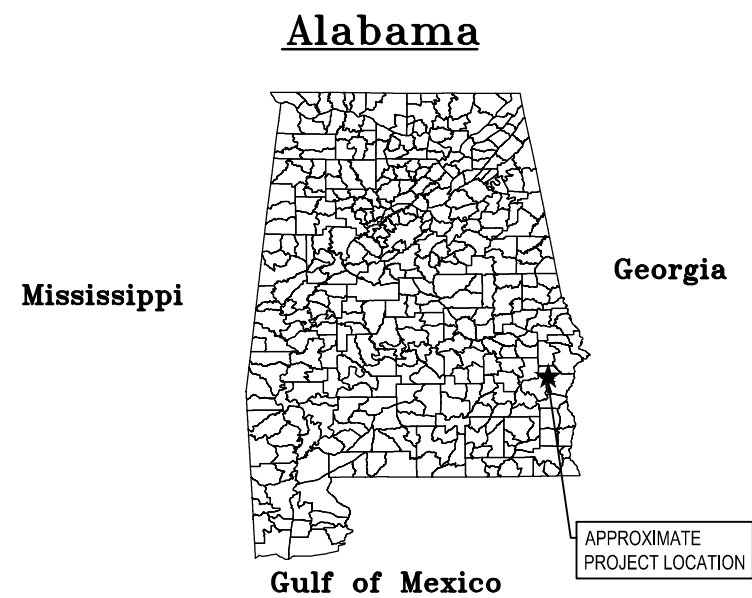 Alabama
Georgia
Mississippi
APPROXIMATE
PROJECT LOCATION
Gulf of Mexico